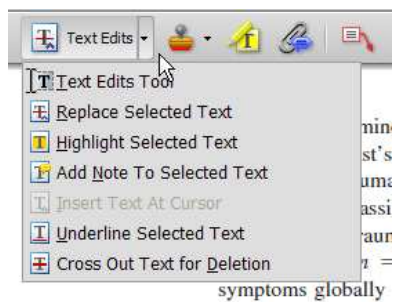 Text Edits
Text Edits Tool
Replace Selected Text
Highlight Selected Text
Add Note To Selected Text
Insert Text At Cursor
Underline Selected Text
Cross Out Text for Deletion
symptoms globally